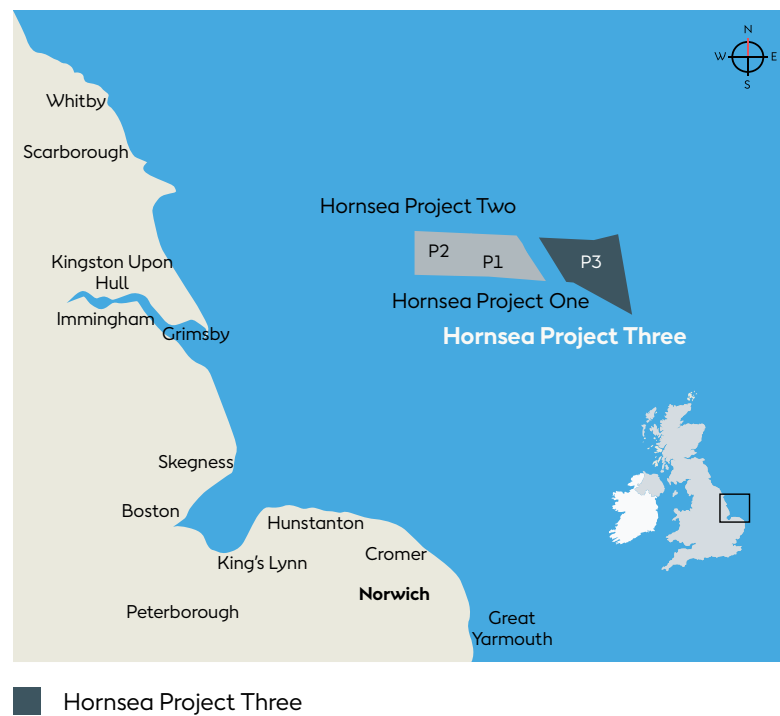 N
W E
S
Whitby
Scarborough
Hornsea Project Two
P2
P1
P3
Kingston Upon
Hull
Hornsea Project One
Immingham
Grimsby
Hornsea Project Three
Skegness
Boston
Hunstanton
Cromer
King's Lynn
Norwich
Peterborough
Great
Yarmouth
Hornsea Project Three